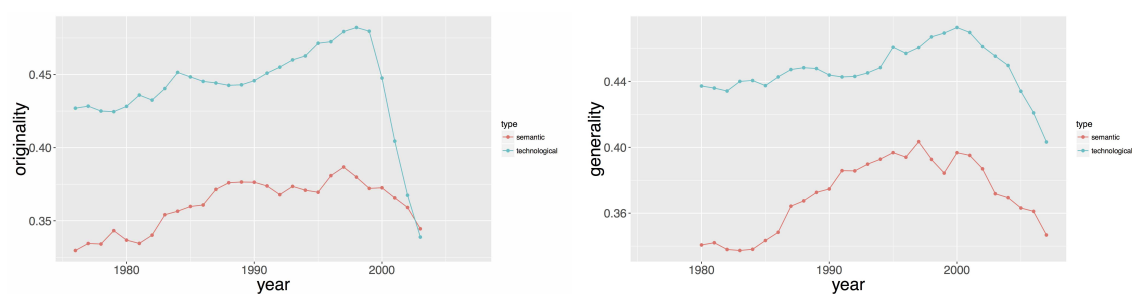 originality
0.45
0.40
0.35
1980
1990
2000
year
type
semantic
technological
generality
0.44
0.40
0.36
1980
1990
2000
year
type
semantic
technological